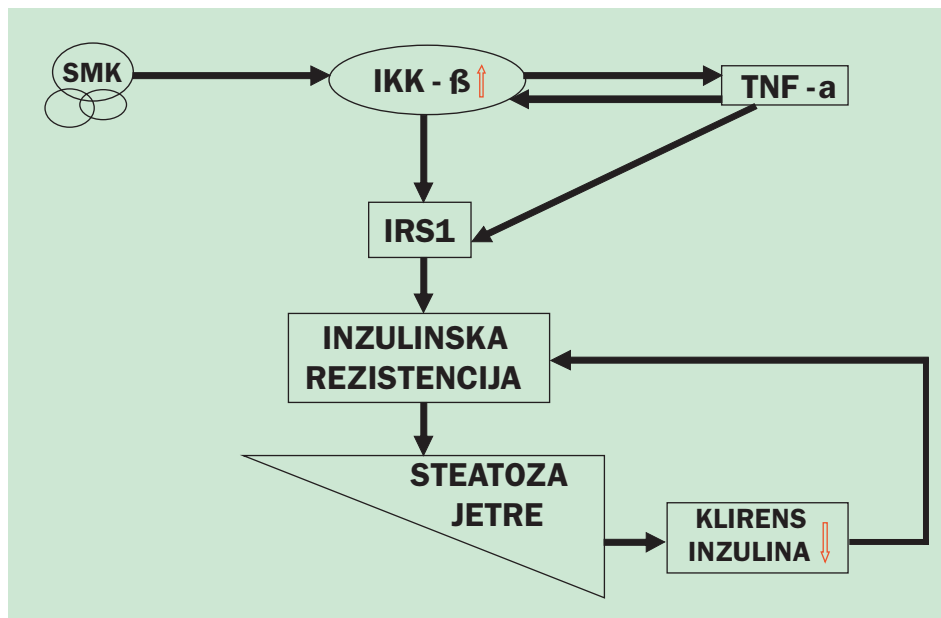 SMK
IKK - ß
TNF - a
IRS1
INZULINSKA
REZISTENCIJA
STEATOZA
JETRE
KLIRENS
INZULINA